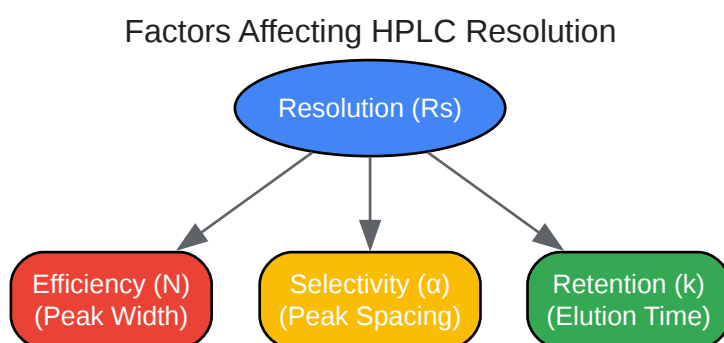 Factors Affecting HPLC Resolution
Resolution (Rs)
Efficiency (N)
(Peak Width)
Selectivity (α)
(Peak Spacing)
Retention (k)
(Elution Time)